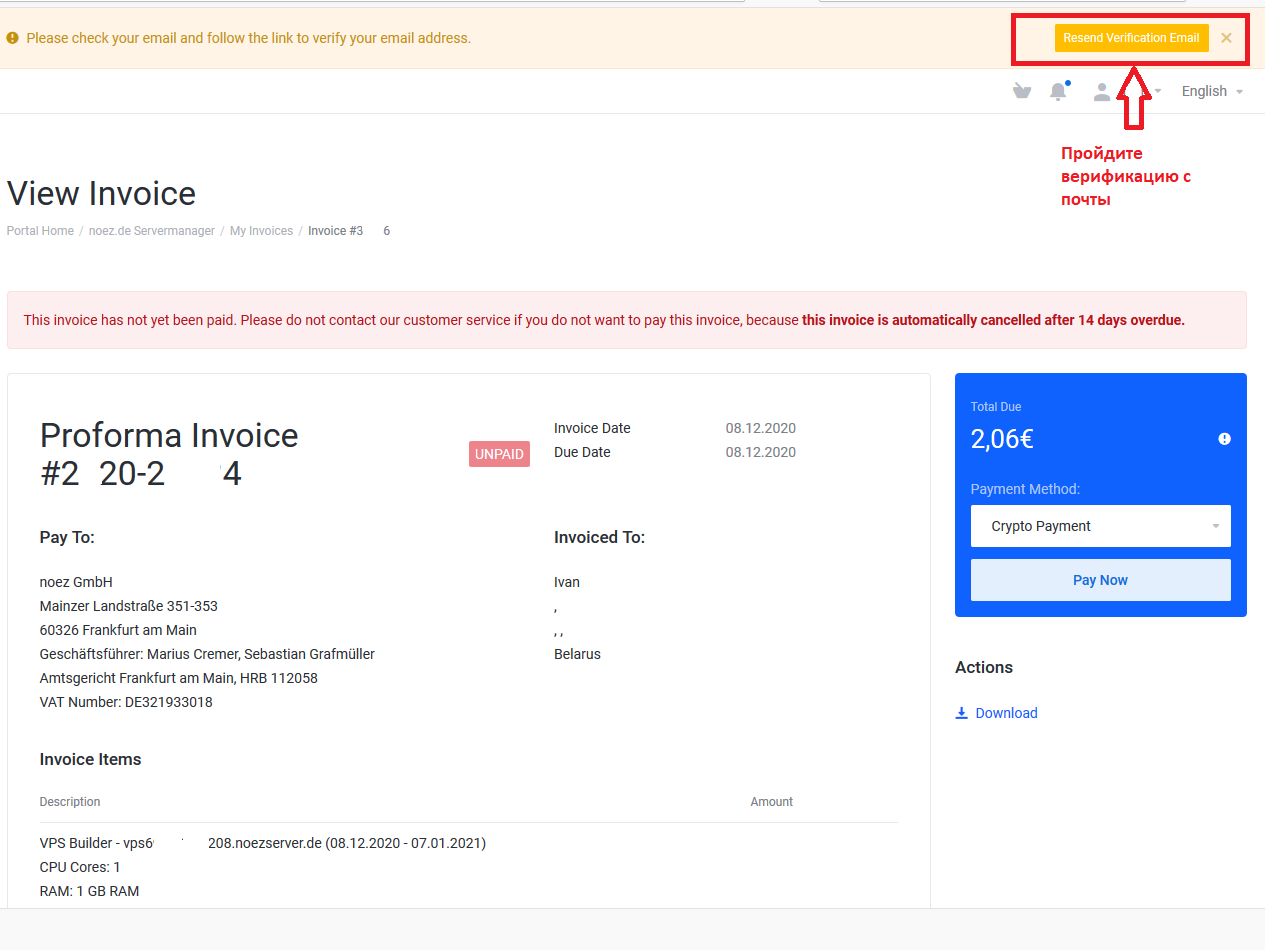 Please check your email and follow the link to verify your email address.
Resend Verification Email
English
Пройдите
верификацию с
почты
View Invoice
Portal Home / noez.de Servermanager / My Invoices / Invoice #3 6
This invoice has not yet been paid. Please do not contact our customer service if you do not want to pay this invoice, because this invoice is automatically cancelled after 14 days overdue.
Proforma Invoice
#2 20-2 4
UNPAID
Invoice Date 08.12.2020
Due Date 08.12.2020
Total Due
2,06€
Payment Method:
Crypto Payment
Pay Now
Pay To:
noez GmbH
Mainzer Landstraße 351-353
60326 Frankfurt am Main
Geschäftsführer: Marius Cremer, Sebastian Grafmüller
Amtsgericht Frankfurt am Main, HRB 112058
VAT Number: DE321933018
Invoiced To:
Ivan
,
, ,
Belarus
Actions
Download
Invoice Items
Description Amount
VPS Builder - vps6 208.noezserver.de (08.12.2020 - 07.01.2021)
CPU Cores: 1
RAM: 1 GB RAM